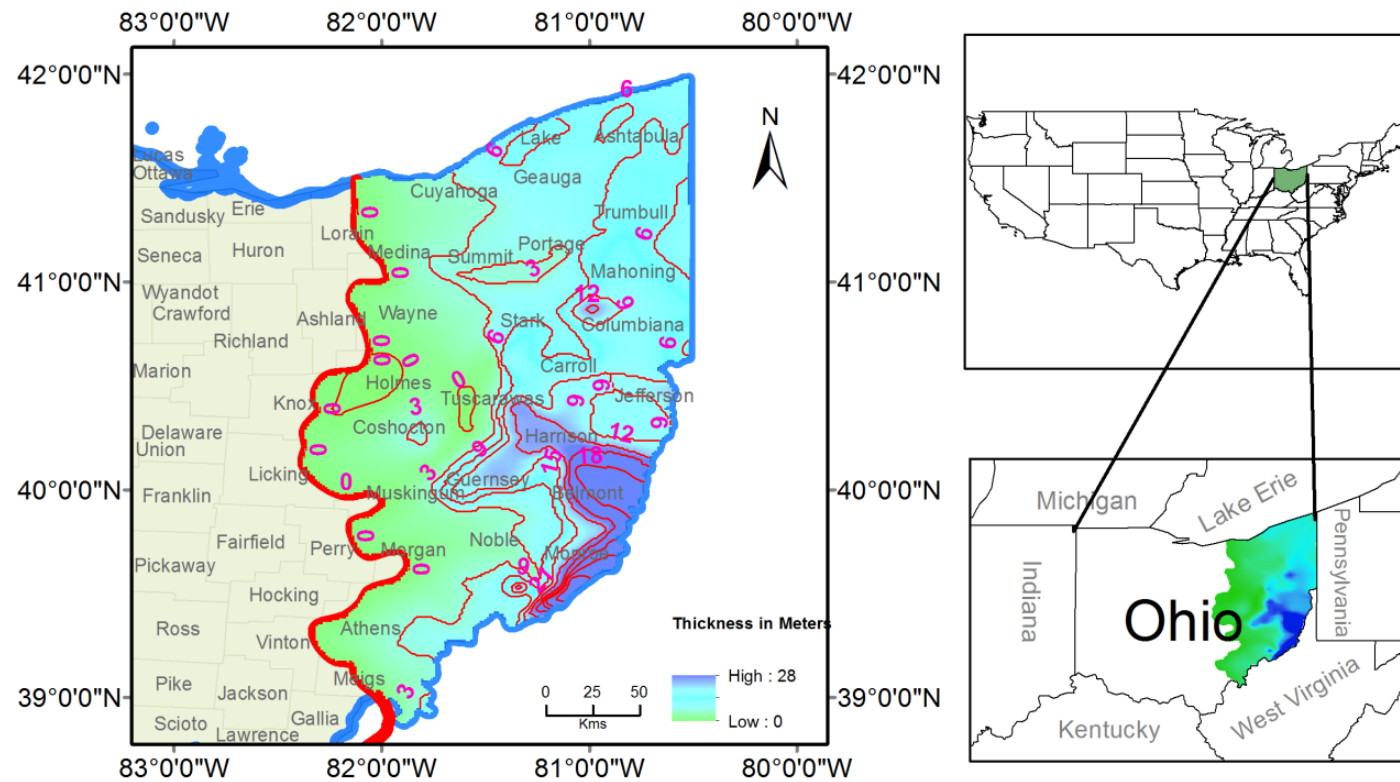 83°0'0"W 82°0'0"W 81°0'0"W 80°0'0"W
42°0'0"N 42°0'0"N
6
N
Lake Ashtabula
6
Lucas
Ottawa
Geauga
Cuyahoga
Sandusky Erie 0 Trumbull
Lorain 6
Huron Medina Summit Portage
Seneca 0 3 Mahoning
41°0'0"N 41°0'0"N
Wyandot 12 6
Crawford Ashland Wayne Stark Columbiana
Richland 0 0 0 6 6
Marion Holmes 0 Carroll
Knox 0 3 Tuscarawas 9 9 Jefferson
Delaware Coshocton Harrison 12 9
Union 0 9 15 18
Licking 0 3 Guernsey
40°0'0"N Franklin Muskingum Belmont 40°0'0"N
Fairfield Perry 0 Morgan Noble Monroe
Pickaway 0 9 21
Hocking
Ross Athens Thickness in Meters
Vinton
Pike Meigs 3 High : 28
39°0'0"N Jackson 0 25 50 39°0'0"N
Scioto Gallia Kms Low : 0
Lawrence
83°0'0"W 82°0'0"W 81°0'0"W 80°0'0"W
Michigan Lake Erie
Pennsylvania
Indiana
Ohio
West Virginia
Kentucky